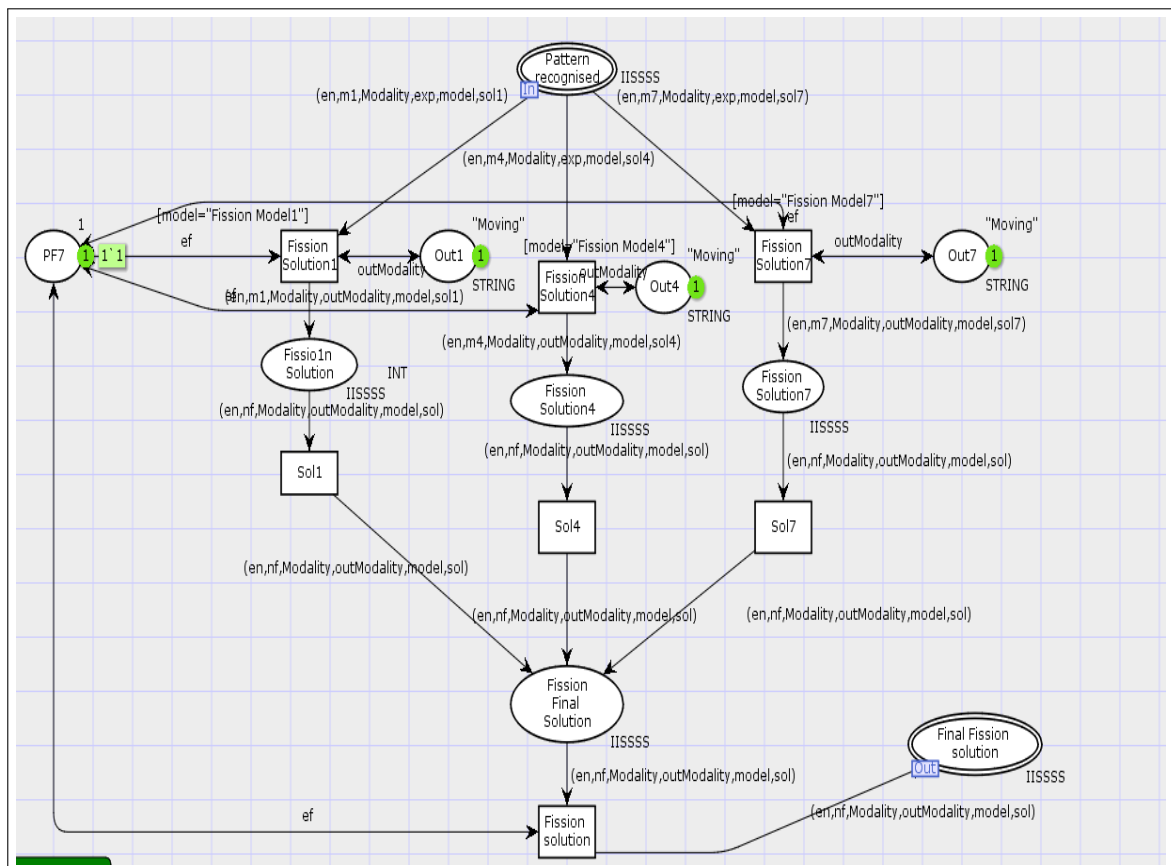 Pattern
recognised
IISSSS
In
(en,m1,Modality,exp,model,sol1)
(en,m7,Modality,exp,model,sol7)
(en,m4,Modality,exp,model,sol4)
1
[model="Fission Model1"]
[model="Fission Model7"]
ef
ef
"Moving"
"Moving"
PF7
1
1`1
Fission
Solution1
outModality
Out1
1
STRING
[model="Fission Model4"]
"Moving"
Fission
Solution4
outModality
Out4
1
STRING
Fission
Solution7
outModality
Out7
1
STRING
ef
(en,m1,Modality,outModality,model,sol1)
(en,m7,Modality,outModality,model,sol7)
(en,m4,Modality,outModality,model,sol4)
Fissio1n
Solution
INT
IISSSS
Fission
Solution4
IISSSS
Fission
Solution7
IISSSS
(en,nf,Modality,outModality,model,sol)
(en,nf,Modality,outModality,model,sol)
(en,nf,Modality,outModality,model,sol)
Sol1
Sol4
Sol7
(en,nf,Modality,outModality,model,sol)
(en,nf,Modality,outModality,model,sol)
(en,nf,Modality,outModality,model,sol)
Fission
Final
Solution
IISSSS
Final Fission
solution
Out
IISSSS
(en,nf,Modality,outModality,model,sol)
ef
Fission
solution
(en,nf,Modality,outModality,model,sol)